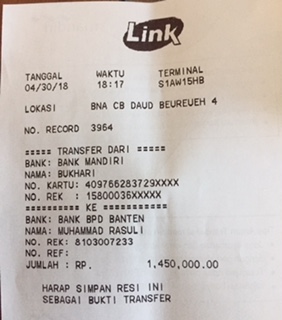 Link
TANGGAL WAKTU TERMINAL
04/30/18 18:17 S1AW15HB
LOKASI BNA CB DAUD BEUREUEH 4
NO. RECORD 3964
===== TRANSFER DARI =====
BANK: BANK MANDIRI
NAMA: BUKHARI
NO. KARTU: 409766283729XXXX
NO. REK : 15800036XXXXX
========== KE ===========
BANK: BANK BPD BANTEN
NAMA: MUHAMMAD RASULI
NO. REK: 8103007233
NO. REF:
JUMLAH : RP. 1,450,000.00
HARAP SIMPAN RESI INI
SEBAGAI BUKTI TRANSFER